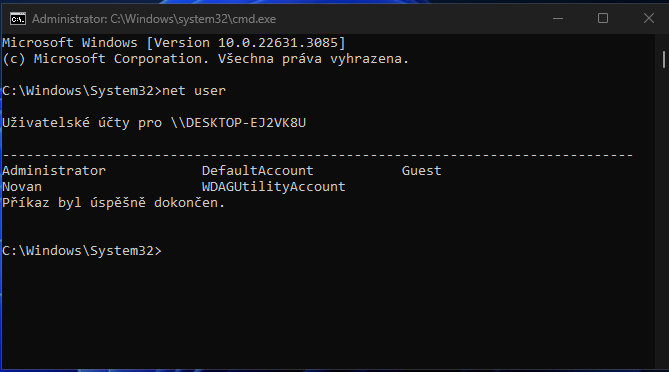 Administrator: C:\Windows\system32\cmd.exe
Microsoft Windows [Version 10.0.22631.3085]
(c) Microsoft Corporation. Všechna práva vyhrazena.
C:\Windows\System32>net user
Uživatelské účty pro \\DESKTOP-EJ2VK8U
-------------------------------------------------------------------------------
Administrator            DefaultAccount           Guest
Novan                    WDAGUtilityAccount
Příkaz byl úspěšně dokončen.
C:\Windows\System32>